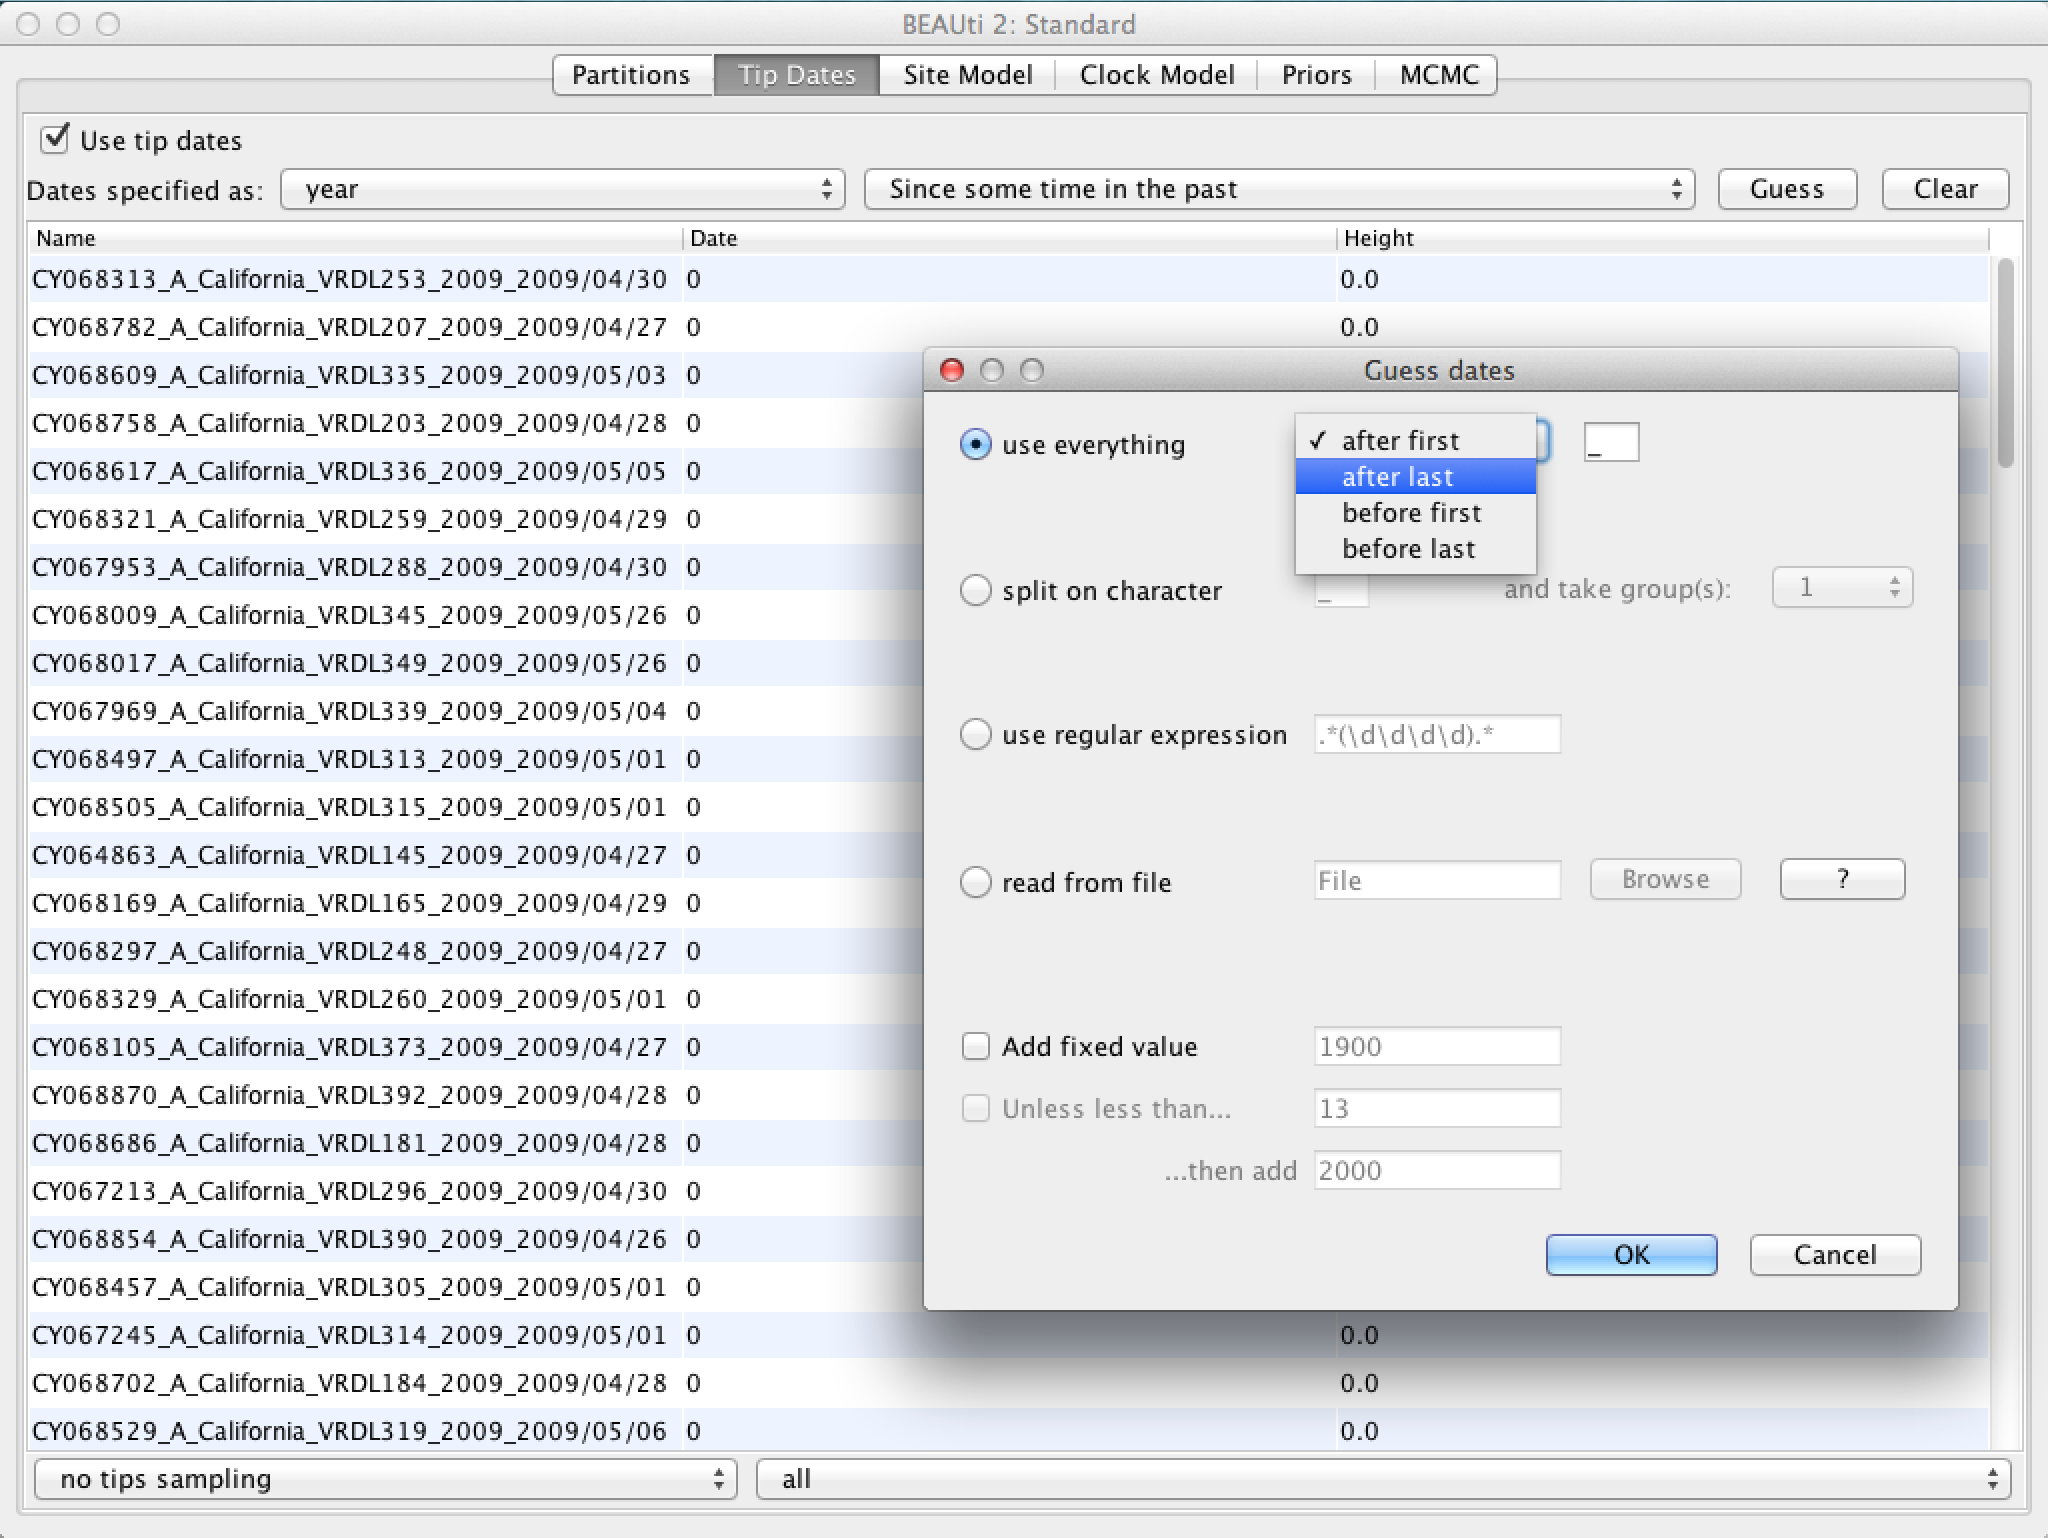 BEAUti 2: Standard
Partitions Tip Dates Site Model Clock Model Priors MCMC
Use tip dates
Dates specified as: year Since some time in the past Guess Clear
Name Date Height
CY068313_A_California_VRDL253_2009_2009/04/30 0 0.0
CY068782_A_California_VRDL207_2009_2009/04/27 0 0.0
CY068609_A_California_VRDL335_2009_2009/05/03 0
CY068758_A_California_VRDL203_2009_2009/04/28 0
CY068617_A_California_VRDL336_2009_2009/05/05 0
CY068321_A_California_VRDL259_2009_2009/04/29 0
CY067953_A_California_VRDL288_2009_2009/04/30 0
CY068009_A_California_VRDL345_2009_2009/05/26 0
CY068017_A_California_VRDL349_2009_2009/05/26 0
CY067969_A_California_VRDL339_2009_2009/05/04 0
CY068497_A_California_VRDL313_2009_2009/05/01 0
CY068505_A_California_VRDL315_2009_2009/05/01 0
CY064863_A_California_VRDL145_2009_2009/04/27 0
CY068169_A_California_VRDL165_2009_2009/04/29 0
CY068297_A_California_VRDL248_2009_2009/04/27 0
CY068329_A_California_VRDL260_2009_2009/05/01 0
CY068105_A_California_VRDL373_2009_2009/04/27 0
CY068870_A_California_VRDL392_2009_2009/04/28 0
CY068686_A_California_VRDL181_2009_2009/04/28 0
CY067213_A_California_VRDL296_2009_2009/04/30 0
CY068854_A_California_VRDL390_2009_2009/04/26 0
CY068457_A_California_VRDL305_2009_2009/05/01 0
CY067245_A_California_VRDL314_2009_2009/05/01 0 0.0
CY068702_A_California_VRDL184_2009_2009/04/28 0 0.0
CY068529_A_California_VRDL319_2009_2009/05/06 0 0.0
no tips sampling all
Guess dates
use everything ✓ after first _
after last
before first
before last
split on character _ and take group(s): 1
use regular expression .*(\d\d\d\d).*
read from file File Browse ?
Add fixed value 1900
Unless less than... 13
...then add 2000
OK Cancel